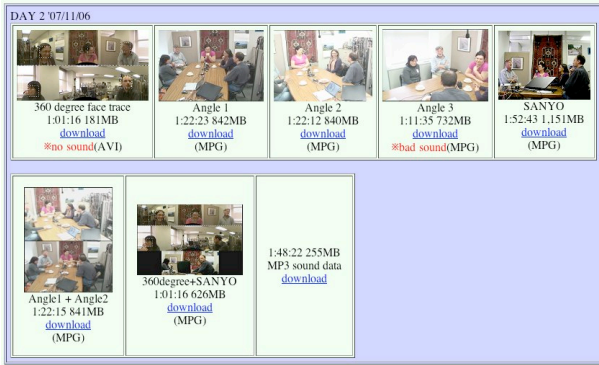 DAY 2 '07/11/06
360 degree face trace
1:01:16 181MB
download
※no sound(AVI)
Angle 1
1:22:23 842MB
download
(MPG)
Angle 2
1:22:12 840MB
download
(MPG)
Angle 3
1:11:35 732MB
download
※bad sound(MPG)
SANYO
1:52:43 1,151MB
download
(MPG)
Angle1 + Angle2
1:22:15 841MB
download
(MPG)
360degree+SANYO
1:01:16 626MB
download
(MPG)
1:48:22 255MB
MP3 sound data
download